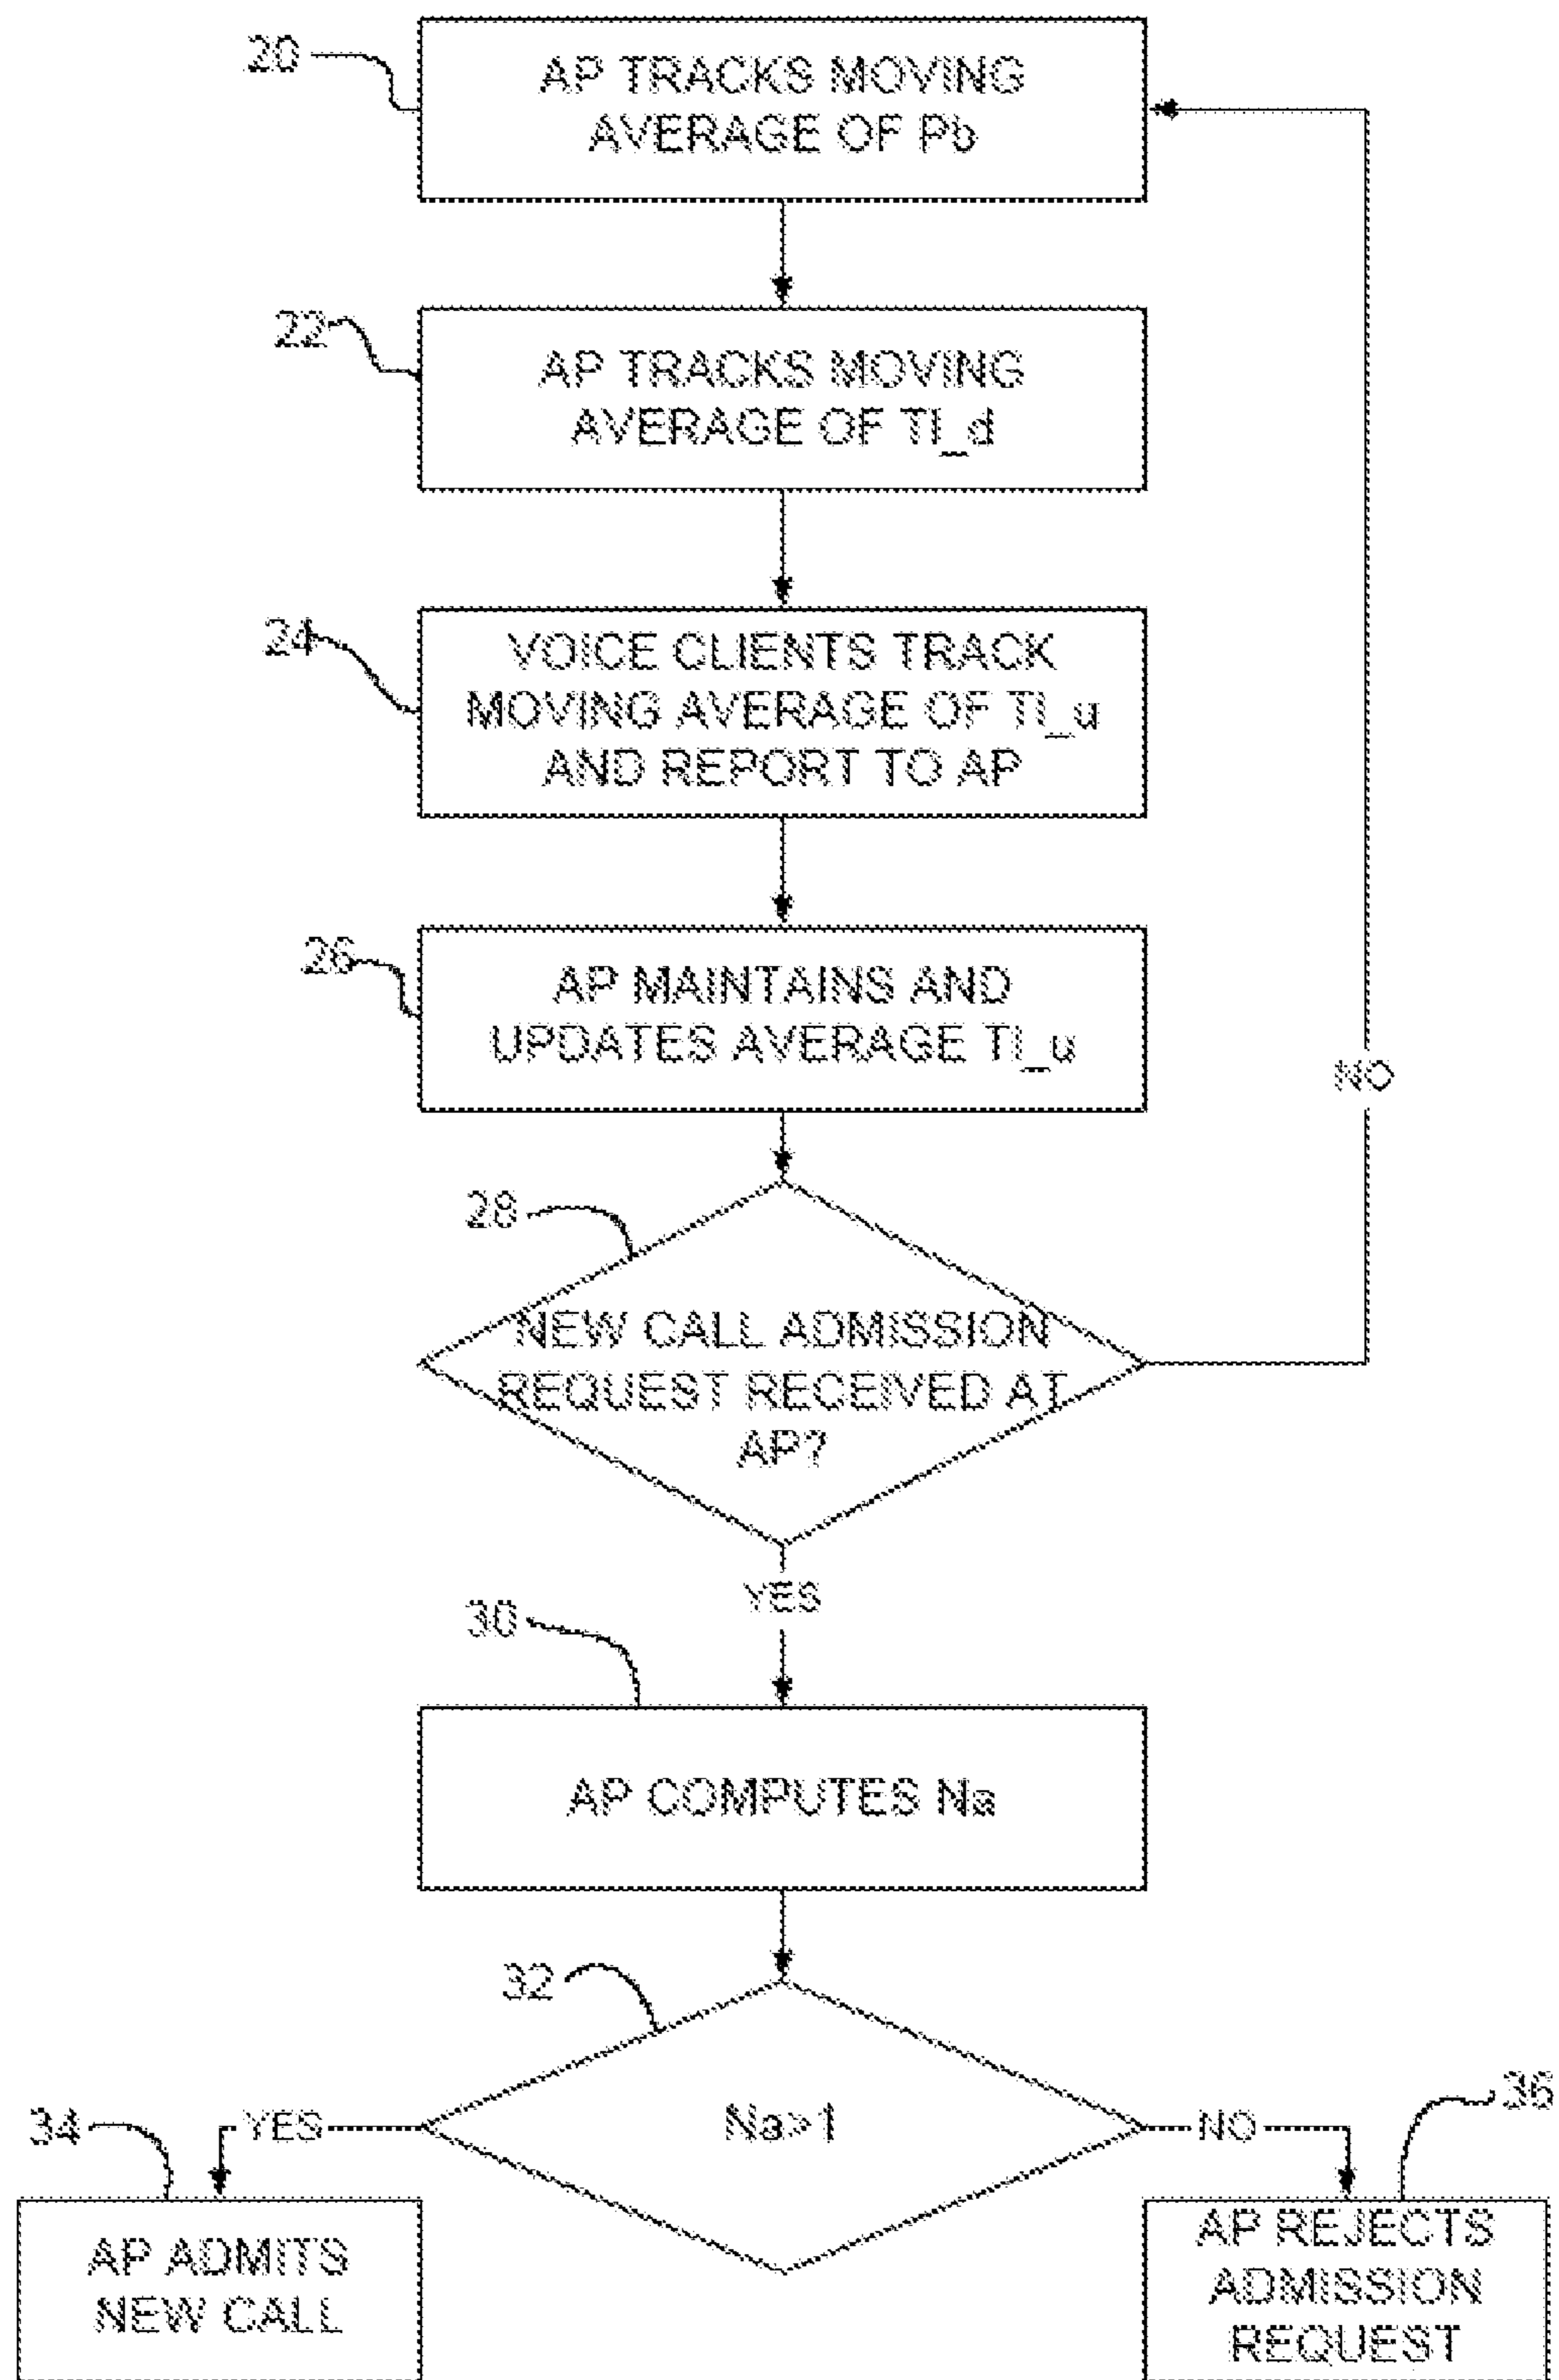 20
AP TRACKS MOVING
AVERAGE OF Pb
22
AP TRACKS MOVING
AVERAGE OF TI_d
24
VOICE CLIENTS TRACK
MOVING AVERAGE OF TI_u
AND REPORT TO AP
26
AP MAINTAINS AND
UPDATES AVERAGE TI_u
NO
28
NEW CALL ADMISSION
REQUEST RECEIVED AT
AP?
YES
30
AP COMPUTES Na
32
Na>1
34
YES
NO
36
AP ADMITS
NEW CALL
AP REJECTS
ADMISSION
REQUEST